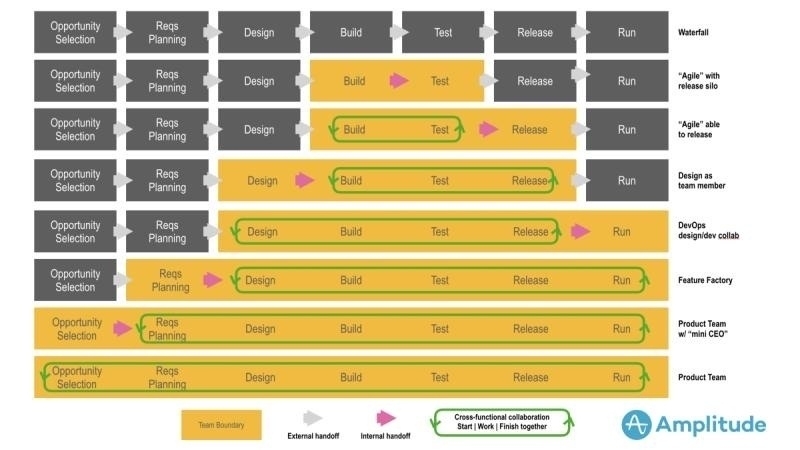 Opportunity Selection Reqs Planning Design Build Test Release Run Waterfall
Opportunity Selection Reqs Planning Design Build Test Release Run "Agile" with release silo
Opportunity Selection Reqs Planning Design Build Test Release Run "Agile" able to release
Opportunity Selection Reqs Planning Design Build Test Release Run Design as team member
Opportunity Selection Reqs Planning Design Build Test Release Run DevOps design/dev collab
Opportunity Selection Reqs Planning Design Build Test Release Run Feature Factory
Opportunity Selection Reqs Planning Design Build Test Release Run Product Team w/ "mini CEO"
Opportunity Selection Reqs Planning Design Build Test Release Run Product Team
Team Boundary
External handoff
Internal handoff
Cross-functional collaboration
Start | Work | Finish together
Amplitude